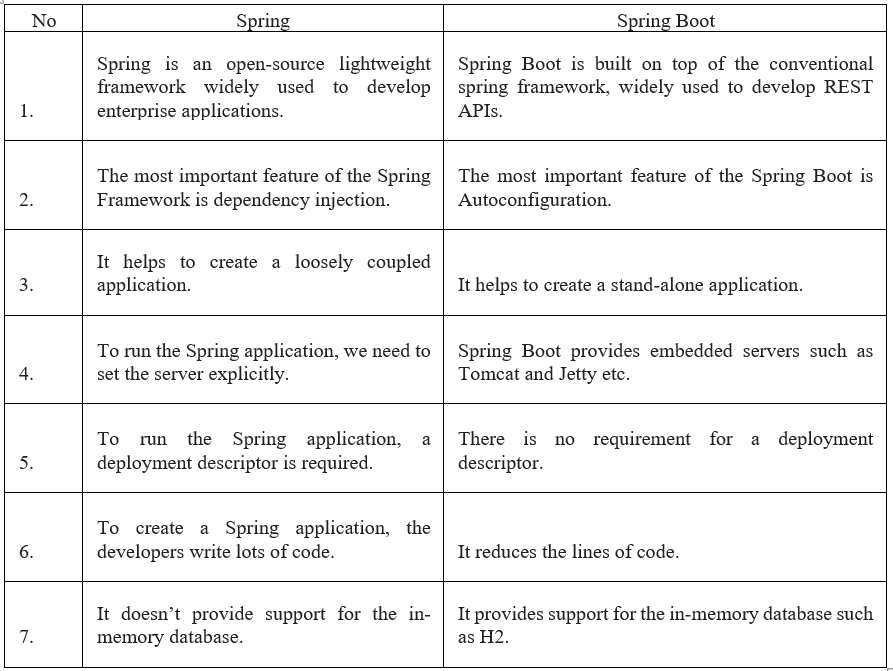 No Spring Spring Boot
1. Spring is an open-source lightweight
framework widely used to develop
enterprise applications.
Spring Boot is built on top of the conventional
spring framework, widely used to develop REST
APIs.
2. The most important feature of the Spring
Framework is dependency injection.
The most important feature of the Spring Boot is
Autoconfiguration.
3. It helps to create a loosely coupled
application.
It helps to create a stand-alone application.
4. To run the Spring application, we need to
set the server explicitly.
Spring Boot provides embedded servers such as
Tomcat and Jetty etc.
5. To run the Spring application, a
deployment descriptor is required.
There is no requirement for a deployment
descriptor.
6. To create a Spring application, the
developers write lots of code.
It reduces the lines of code.
7. It doesn’t provide support for the in-
memory database.
It provides support for the in-memory database such
as H2.